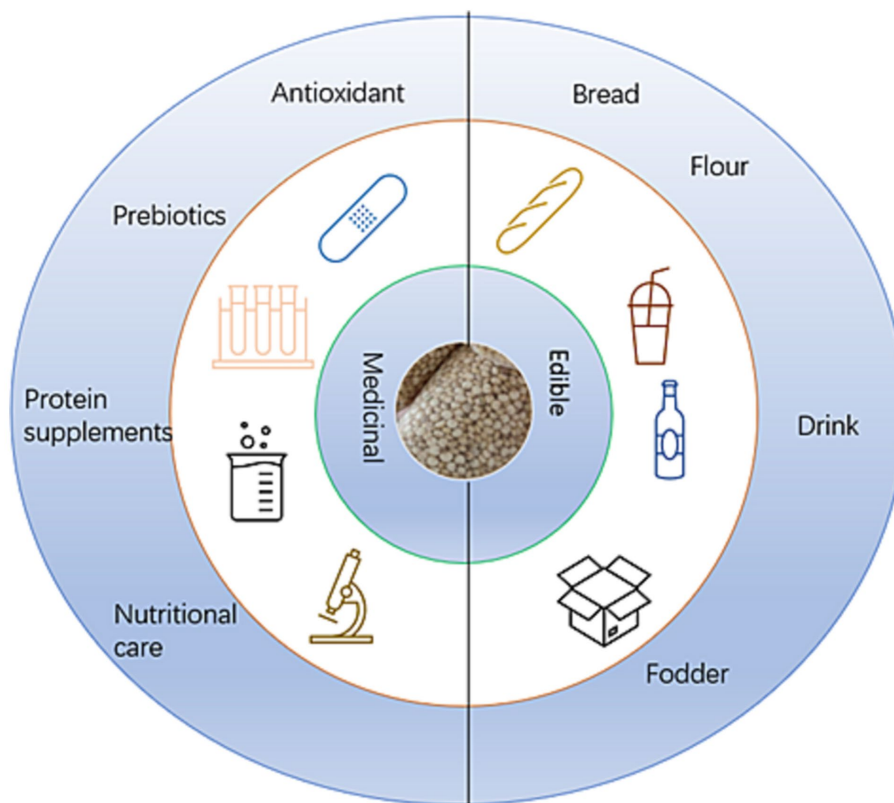 Antioxidant
Bread
Flour
Prebiotics
Medicinal
Edible
Protein
supplements
Drink
Nutritional
care
Fodder